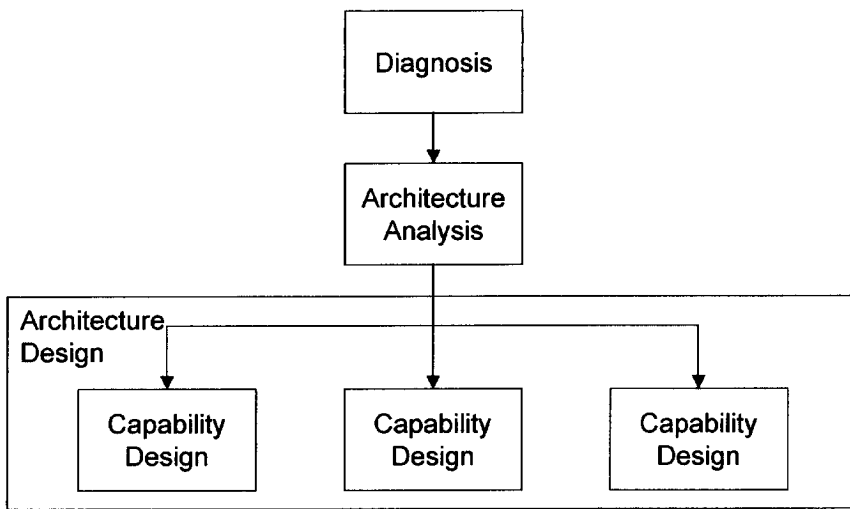 Diagnosis
Architecture
Analysis
Architecture
Design
Capability
Design
Capability
Design
Capability
Design